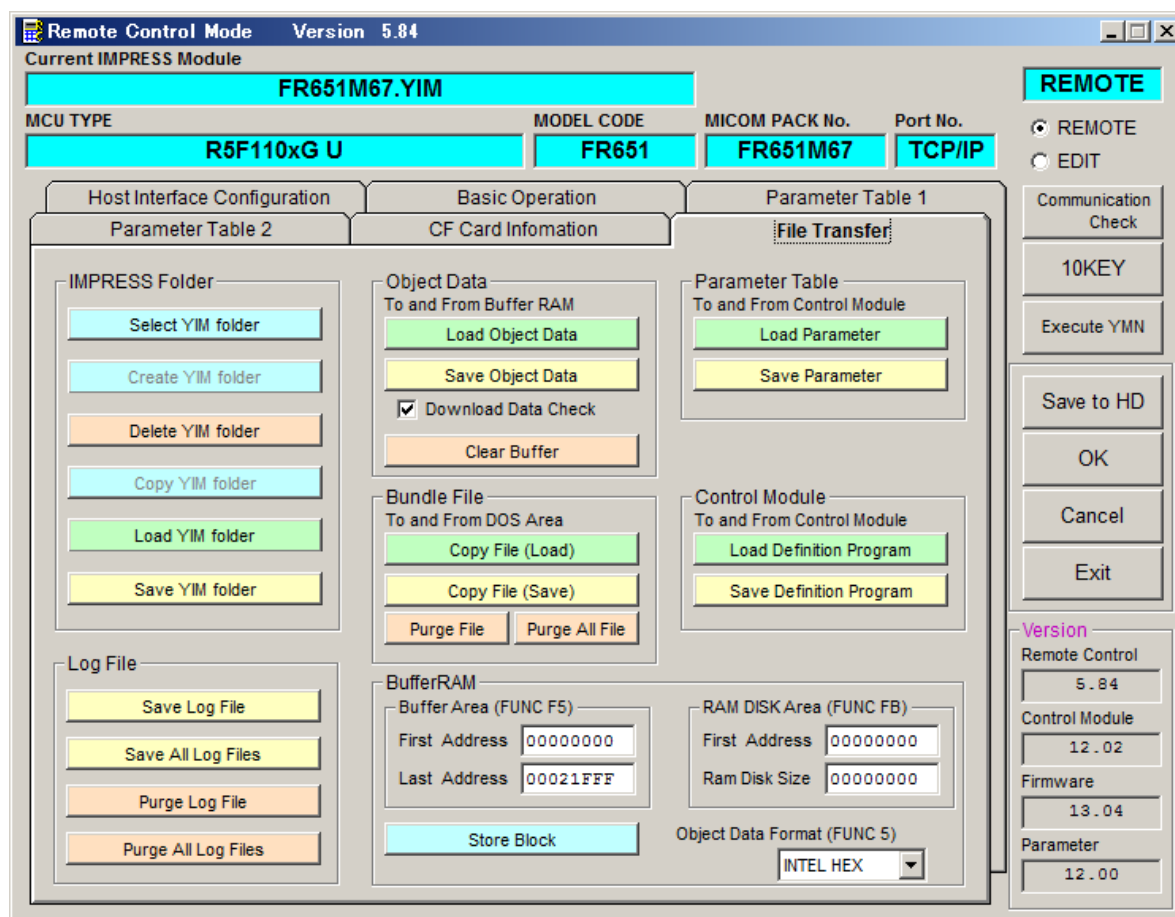 Remote Control Mode Version 5.84
Current IMPRESS Module
FR651M67.YIM
MCU TYPE
MODEL CODE
MICOM PACK No.
Port No.
R5F110xG U
FR651
FR651M67
TCP/IP
Host Interface Configuration
Basic Operation
Parameter Table 1
Parameter Table 2
CF Card Infomation
File Transfer
IMPRESS Folder
Select YIM folder
Create YIM folder
Delete YIM folder
Copy YIM folder
Load YIM folder
Save YIM folder
Log File
Save Log File
Save All Log Files
Purge Log File
Purge All Log Files
Object Data
To and From Buffer RAM
Load Object Data
Save Object Data
Download Data Check
Clear Buffer
Bundle File
To and From DOS Area
Copy File (Load)
Copy File (Save)
Purge File
Purge All File
Parameter Table
To and From Control Module
Load Parameter
Save Parameter
Control Module
To and From Control Module
Load Definition Program
Save Definition Program
BufferRAM
Buffer Area (FUNC F5)
First Address 00000000
Last Address 00021FFF
Store Block
RAM DISK Area (FUNC FB)
First Address 00000000
Ram Disk Size 00000000
Object Data Format (FUNC 5)
INTEL HEX
REMOTE
REMOTE
EDIT
Communication
Check
10KEY
Execute YMN
Save to HD
OK
Cancel
Exit
Version
Remote Control
5.84
Control Module
12.02
Firmware
13.04
Parameter
12.00